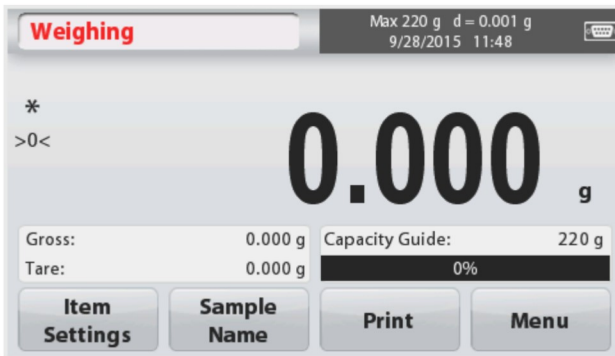 Weighing
Max 220 g d = 0.001 g
9/28/2015 11:48
*
>0<
0.000 g
Gross: 0.000 g
Tare: 0.000 g
Capacity Guide: 220 g
0%
Item
Settings
Sample
Name
Print
Menu